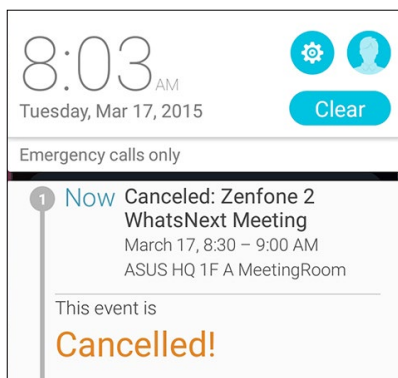 8:03 AM
Tuesday, Mar 17, 2015
Clear
Emergency calls only
1 Now Canceled: Zenfone 2
WhatsNext Meeting
March 17, 8:30 – 9:00 AM
ASUS HQ 1F A MeetingRoom
This event is
Cancelled!